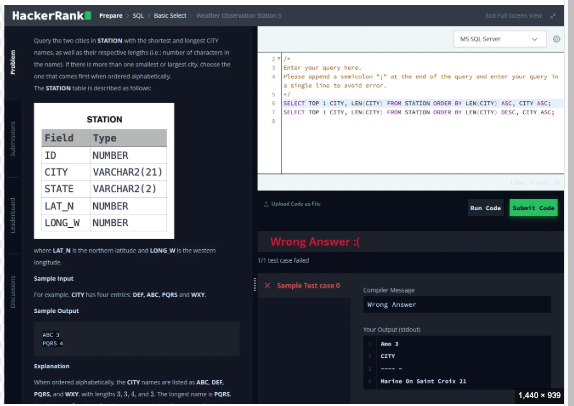 HackerRank
Prepare > SQL > Basic Select > Weather Observation Station 5
Exit Full Screen View
Problem
Submissions
Leaderboard
Discussions
Query the two cities in STATION with the shortest and longest CITY
names, as well as their respective lengths (i.e.: number of characters in
the name). If there is more than one smallest or largest city, choose the
one that comes first when ordered alphabetically.
The STATION table is described as follows:
STATION
Field Type
ID NUMBER
CITY VARCHAR2(21)
STATE VARCHAR2(2)
LAT_N NUMBER
LONG_W NUMBER
where LAT_N is the northern latitude and LONG_W is the western
longitude.
Sample Input
For example, CITY has four entries: DEF, ABC, PQRS and WXY.
Sample Output
ABC 3
PQRS 4
Explanation
When ordered alphabetically, the CITY names are listed as ABC, DEF,
PQRS, and WXY, with lengths 3, 3, 4, and 3. The longest name is PQRS,
MS SQL Server
2 /*
3 Enter your query here.
4 Please append a semicolon ";" at the end of the query and enter your query in
a single line to avoid error.
5 */
6 SELECT TOP 1 CITY, LEN(CITY) FROM STATION ORDER BY LEN(CITY) ASC, CITY ASC;
7 SELECT TOP 1 CITY, LEN(CITY) FROM STATION ORDER BY LEN(CITY) DESC, CITY ASC;
8
Upload Code as File
Run Code
Submit Code
Wrong Answer :(
1/1 test case failed
Sample Test case 0
Compiler Message
Wrong Answer
Your Output (stdout)
1 Amo 3
2 CITY
3 ---- -
4 Marine On Saint Croix 21
1,440 × 939